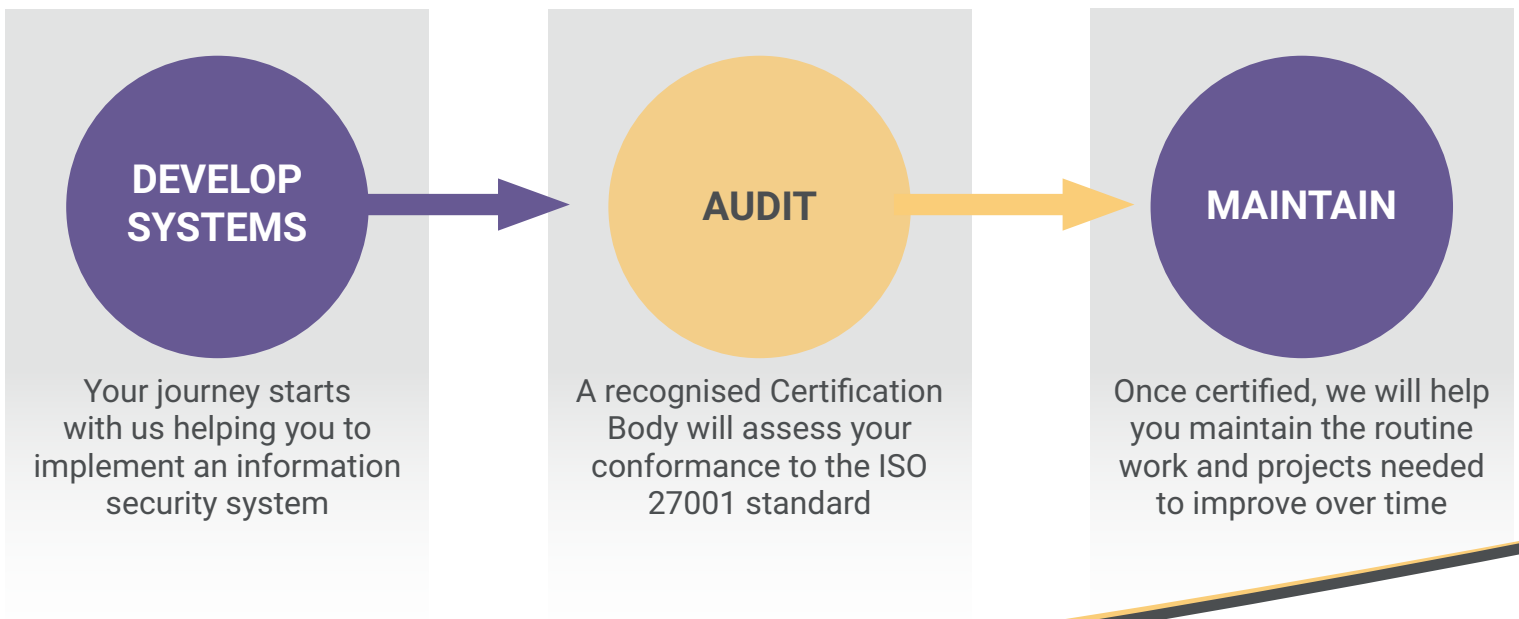 DEVELOP
SYSTEMS
Your journey starts
with us helping you to
implement an information
security system
AUDIT
A recognised Certification
Body will assess your
conformance to the ISO
27001 standard
MAINTAIN
Once certified, we will help
you maintain the routine
work and projects needed
to improve over time